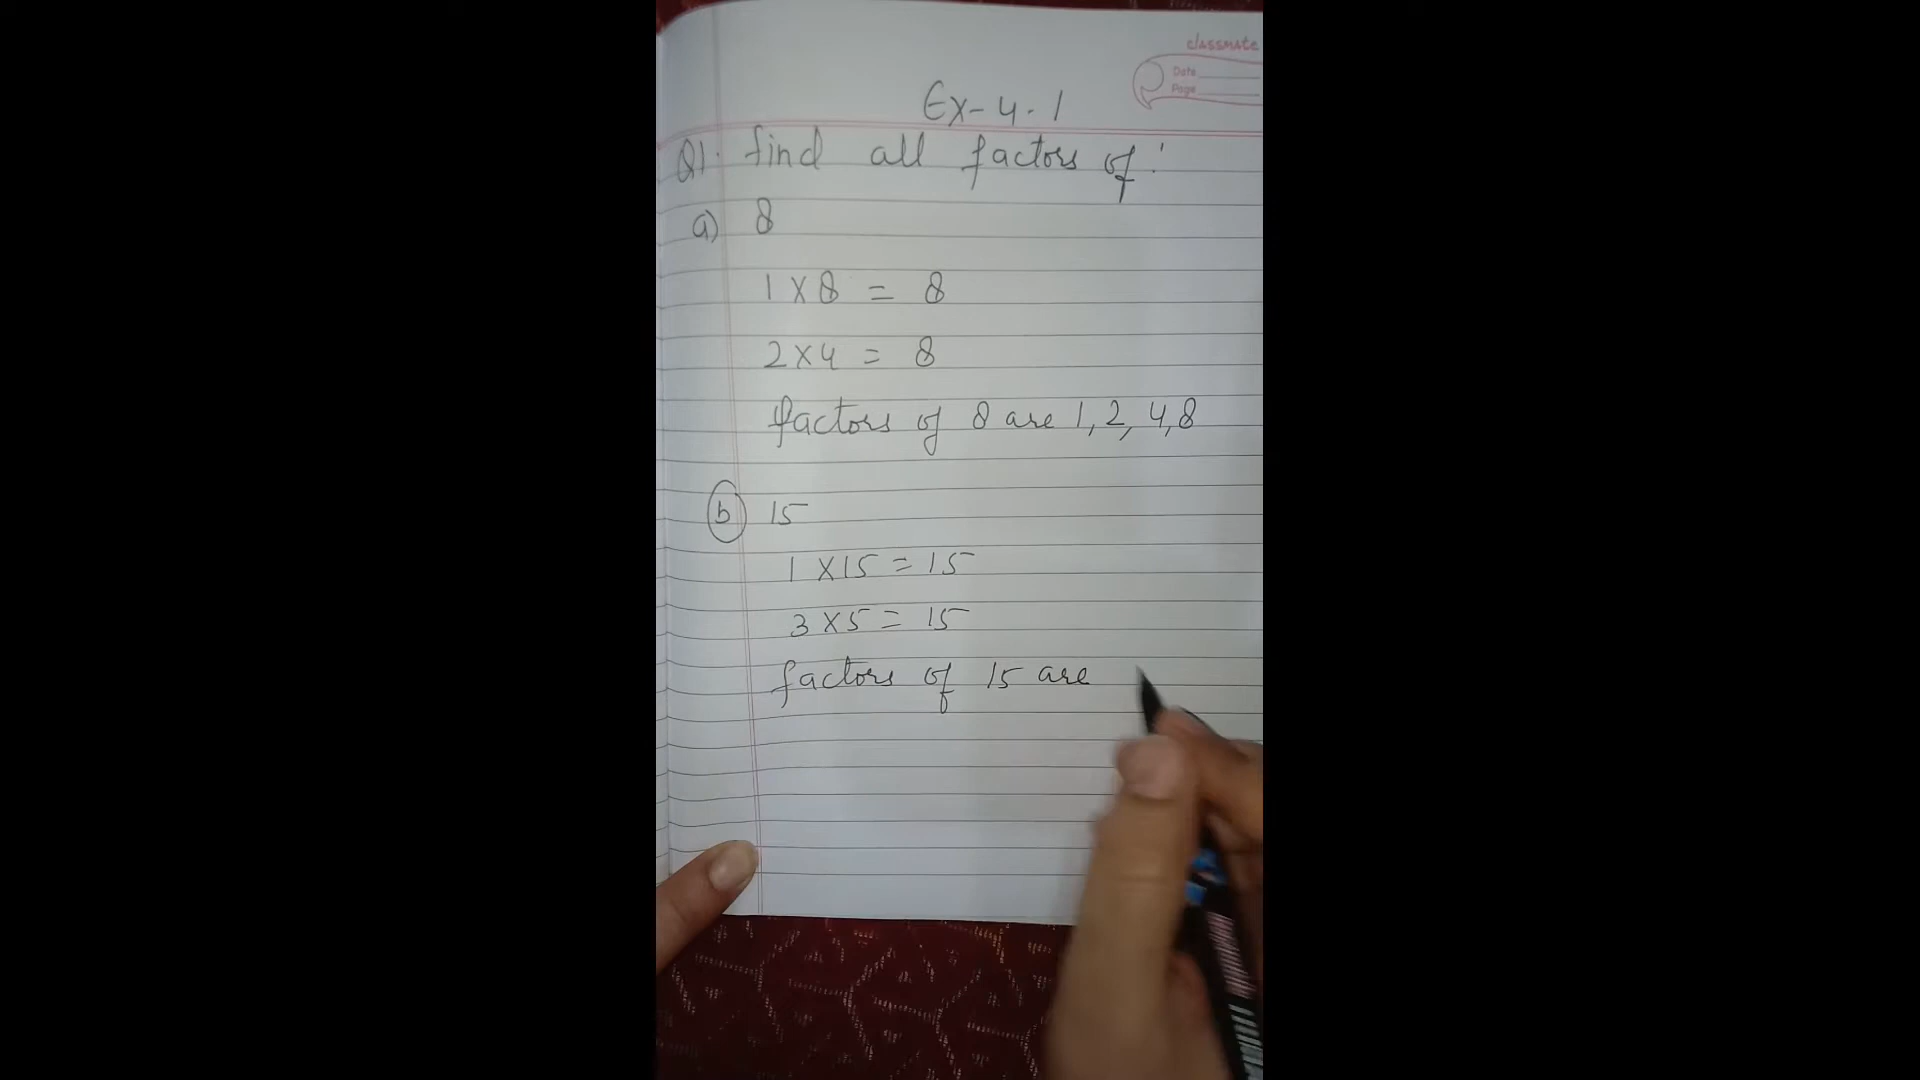 classmate
Date
Page
Ex-4.1
Q1. find all factors of:
a) 8
1 X 8 = 8
2 X 4 = 8
factors of 8 are 1, 2, 4, 8
b 15
1 X 15 = 15
3 X 5 = 15
factors of 15 are